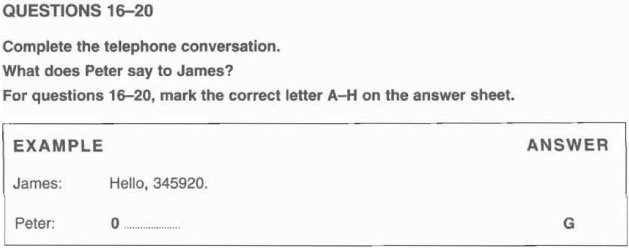 QUESTIONS 16–20
Complete the telephone conversation.
What does Peter say to James?
For questions 16–20, mark the correct letter A–H on the answer sheet.
EXAMPLE ANSWER
James: Hello, 345920.
Peter: 0 ..................... G